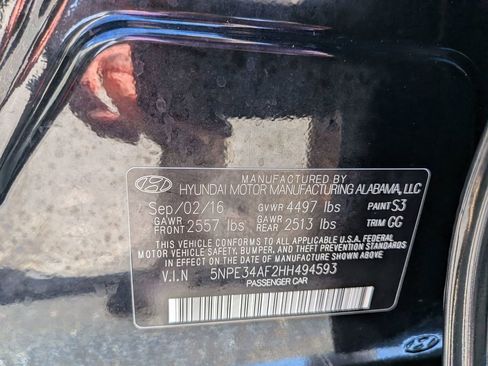 MANUFACTURED BY
HYUNDAI MOTOR MANUFACTURING ALABAMA, LLC
Sep/02/16 GVWR 4497 lbs PAINT S3
GAWR FRONT 2557 lbs GAWR REAR 2513 lbs TRIM GG
THIS VEHICLE CONFORMS TO ALL APPLICABLE U.S.A. FEDERAL
MOTOR VEHICLE SAFETY, BUMPER, AND THEFT PREVENTION STANDARDS
IN EFFECT ON THE DATE OF MANUFACTURE SHOWN ABOVE.
V.I.N 5NPE34AF2HH494593
PASSENGER CAR